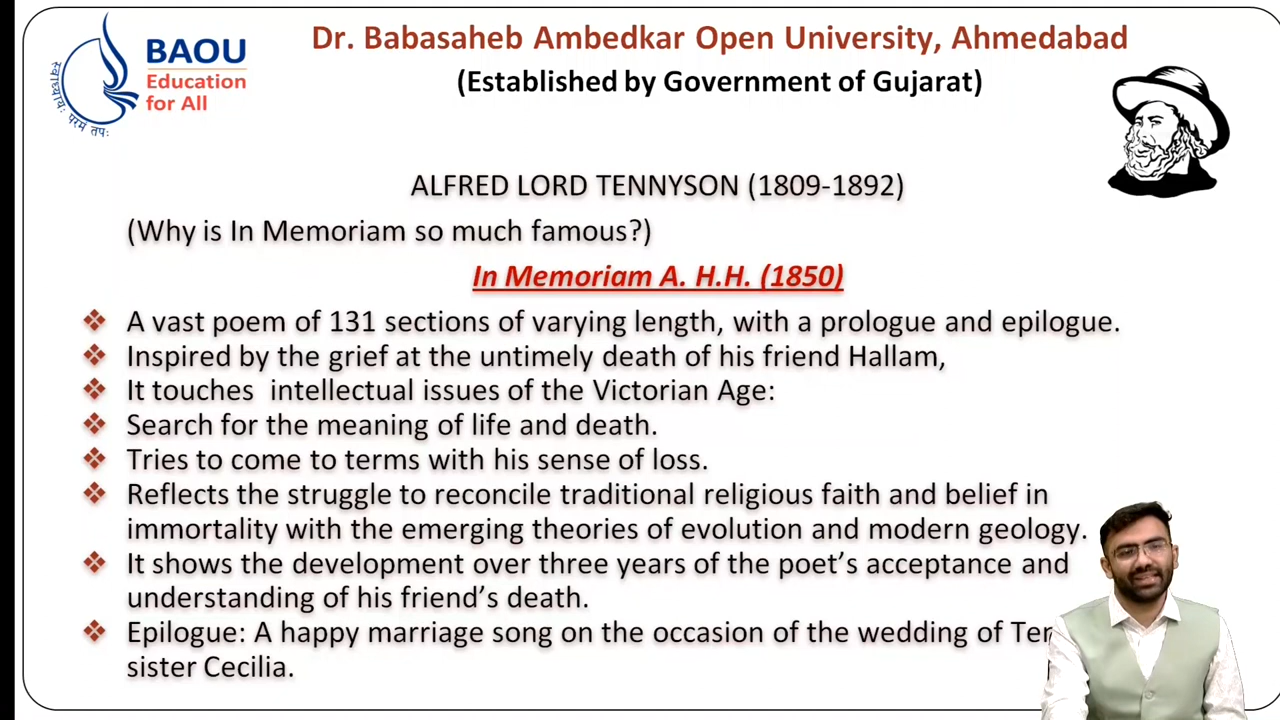 Dr. Babasaheb Ambedkar Open University, Ahmedabad
(Established by Government of Gujarat)
BAOU
Education
for All
स्वाध्यायः परमं तपः
ALFRED LORD TENNYSON (1809-1892)
(Why is In Memoriam so much famous?)
In Memoriam A. H.H. (1850)
❖ A vast poem of 131 sections of varying length, with a prologue and epilogue.
❖ Inspired by the grief at the untimely death of his friend Hallam,
❖ It touches intellectual issues of the Victorian Age:
❖ Search for the meaning of life and death.
❖ Tries to come to terms with his sense of loss.
❖ Reflects the struggle to reconcile traditional religious faith and belief in
immortality with the emerging theories of evolution and modern geology.
❖ It shows the development over three years of the poet’s acceptance and
understanding of his friend’s death.
❖ Epilogue: A happy marriage song on the occasion of the wedding of
sister Cecilia.